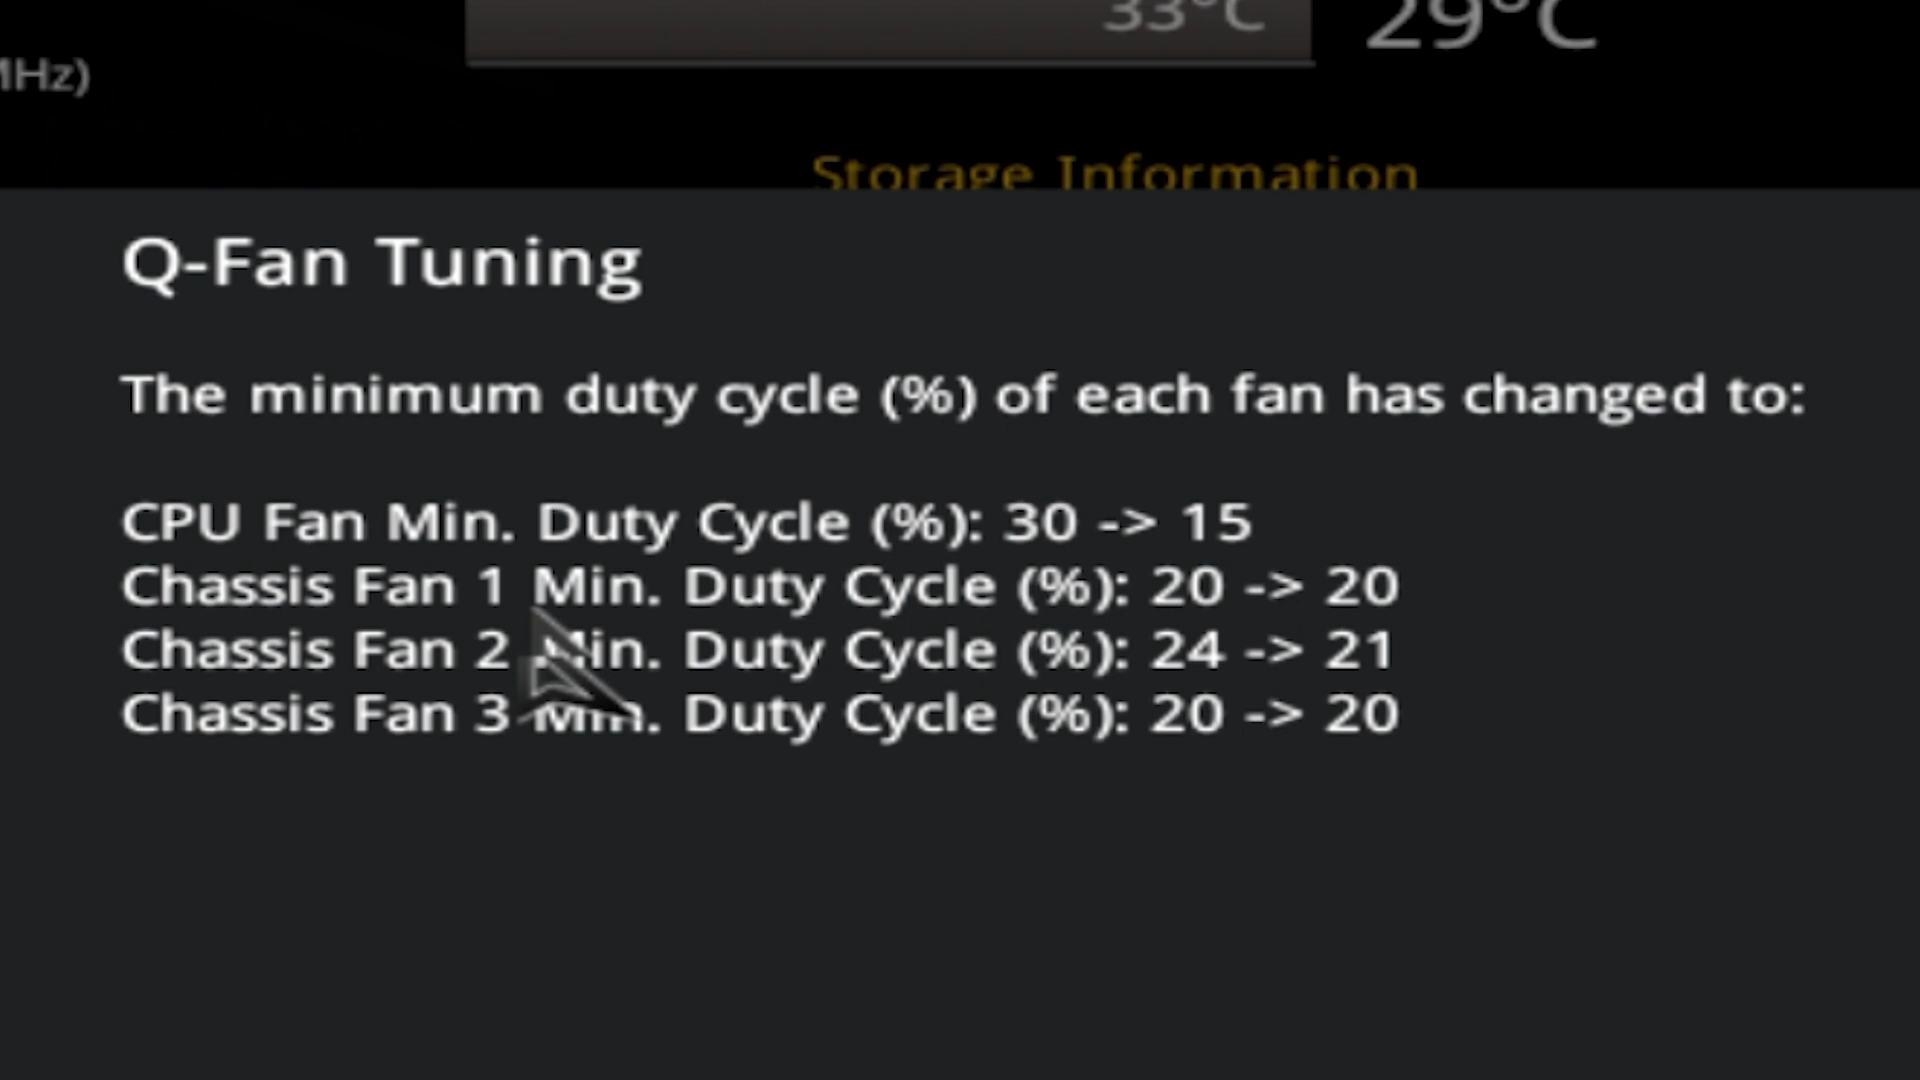 33°C 29°C
MHz)
Storage Information
Q-Fan Tuning
The minimum duty cycle (%) of each fan has changed to:
CPU Fan Min. Duty Cycle (%): 30 -> 15
Chassis Fan 1 Min. Duty Cycle (%): 20 -> 20
Chassis Fan 2 Min. Duty Cycle (%): 24 -> 21
Chassis Fan 3 Min. Duty Cycle (%): 20 -> 20